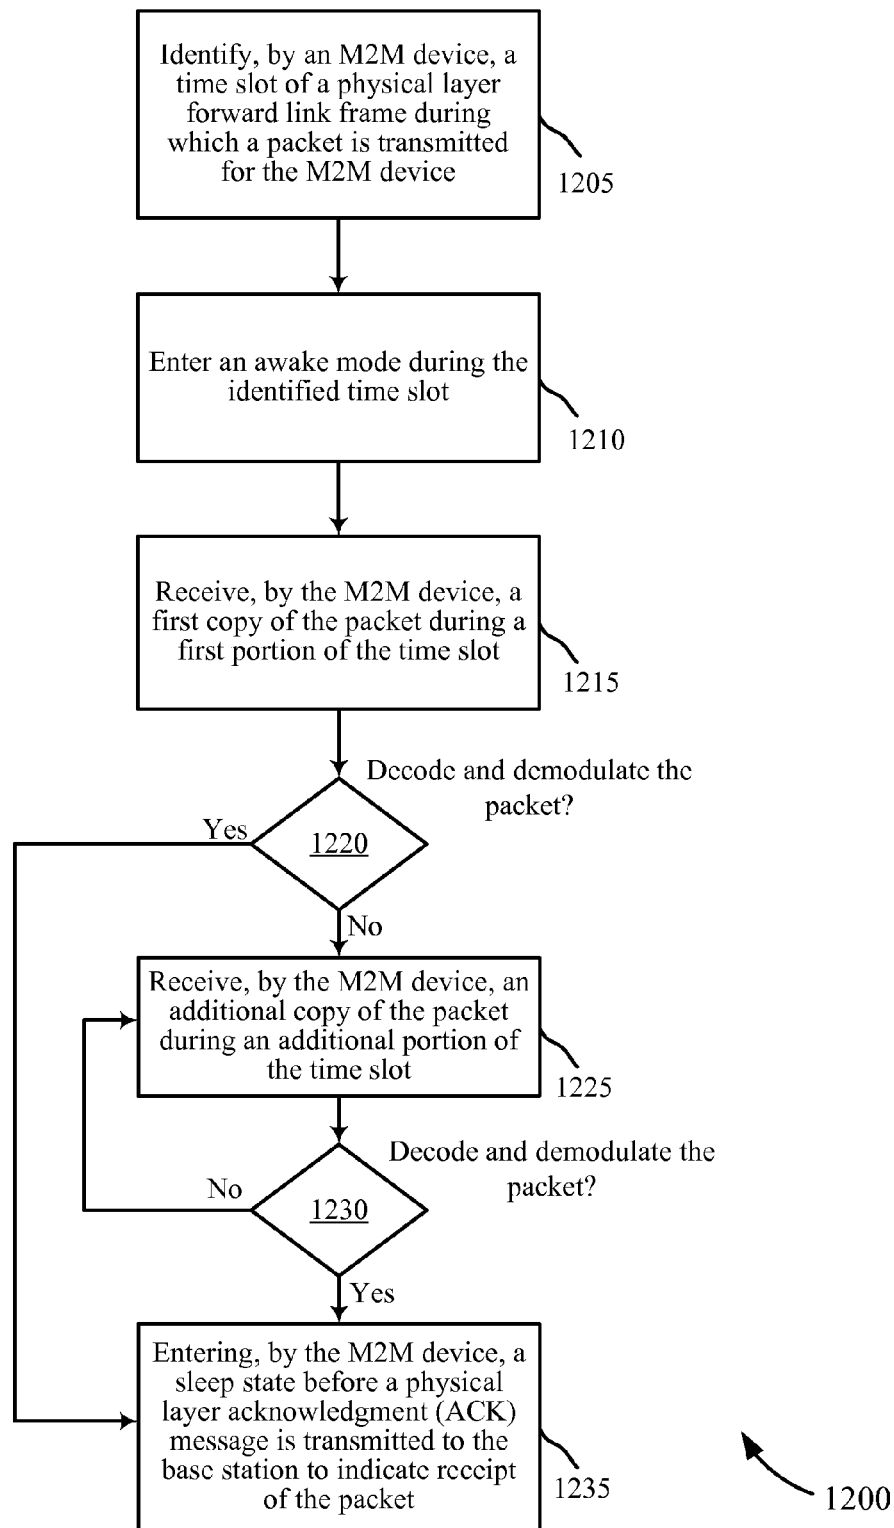 Identify, by an M2M device, a
time slot of a physical layer
forward link frame during
which a packet is transmitted
for the M2M device
1205
Enter an awake mode during the
identified time slot
1210
Receive, by the M2M device, a
first copy of the packet during a
first portion of the time slot
1215
Decode and demodulate the
packet?
Yes
1220
No
Receive, by the M2M device, an
additional copy of the packet
during an additional portion of
the time slot
1225
Decode and demodulate the
packet?
No
1230
Yes
Entering, by the M2M device, a
sleep state before a physical
layer acknowledgment (ACK)
message is transmitted to the
base station to indicate receipt
of the packet
1235
1200